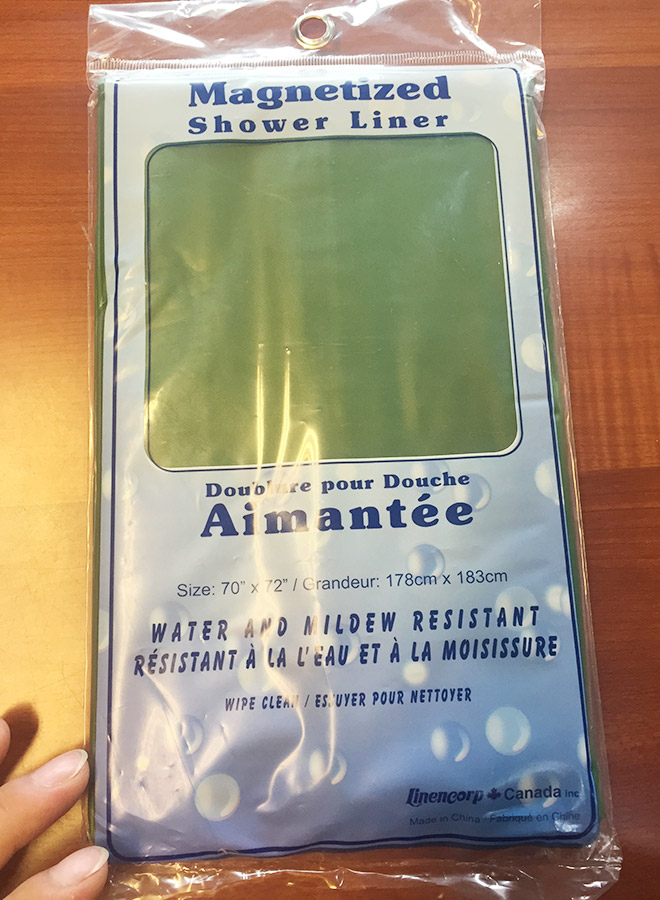 Magnetized
Shower Liner
Doublure pour Douche
Aimantée
Size: 70" x 72" / Grandeur: 178cm x 183cm
WATER AND MILDEW RESISTANT
RÉSISTANT À LA L'EAU ET À LA MOISISSURE
WIPE CLEAN / ESSUYER POUR NETTOYER
Linencorp Canada Inc
Made in China / Fabriqué en Chine